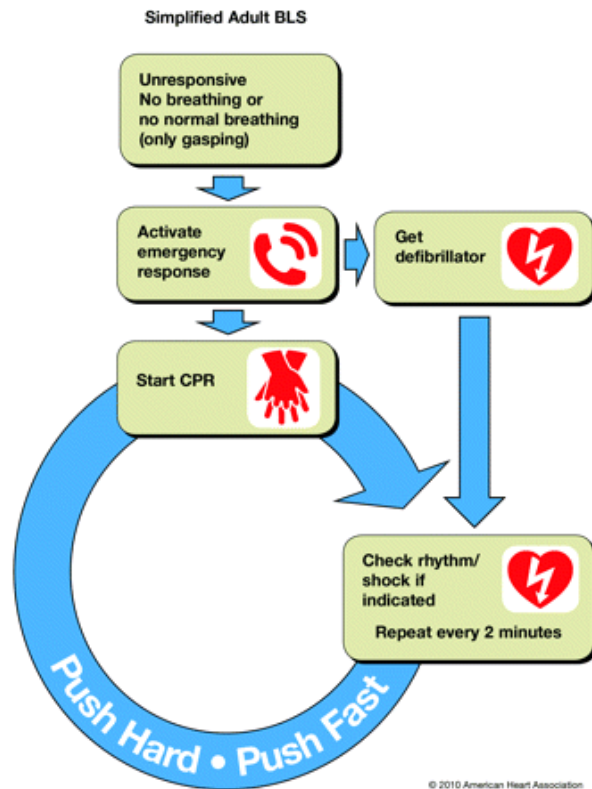 Simplified Adult BLS
Unresponsive
No breathing or
no normal breathing
(only gasping)
Activate
emergency
response
Get
defibrillator
Start CPR
Check rhythm/
shock if
indicated
Repeat every 2 minutes
Push Hard • Push Fast
© 2010 American Heart Association